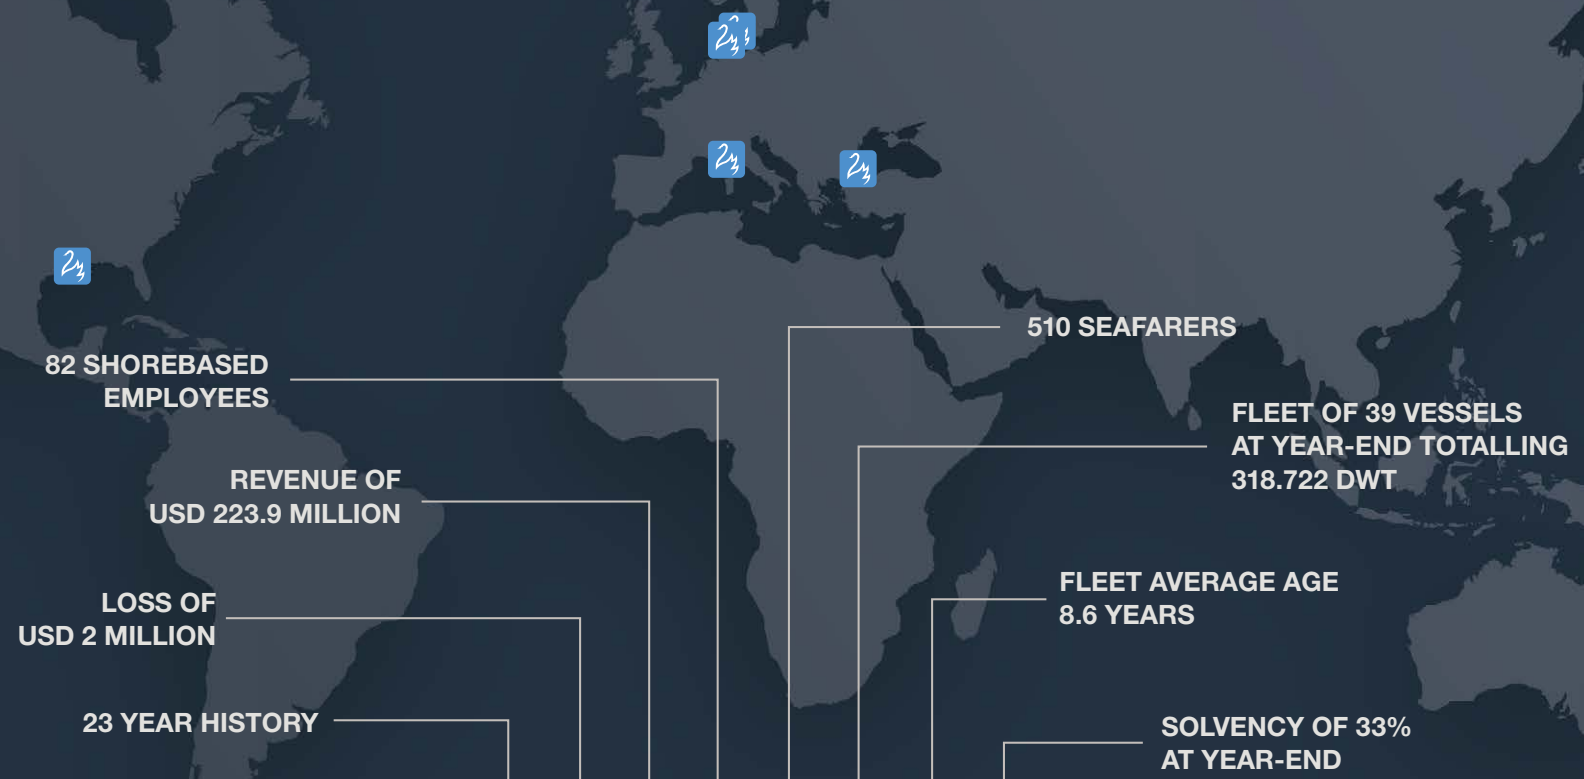 510 SEAFARERS
82 SHOREBASED
EMPLOYEES
FLEET OF 39 VESSELS
AT YEAR-END TOTALLING
318.722 DWT
REVENUE OF
USD 223.9 MILLION
FLEET AVERAGE AGE
8.6 YEARS
LOSS OF
USD 2 MILLION
23 YEAR HISTORY
SOLVENCY OF 33%
AT YEAR-END